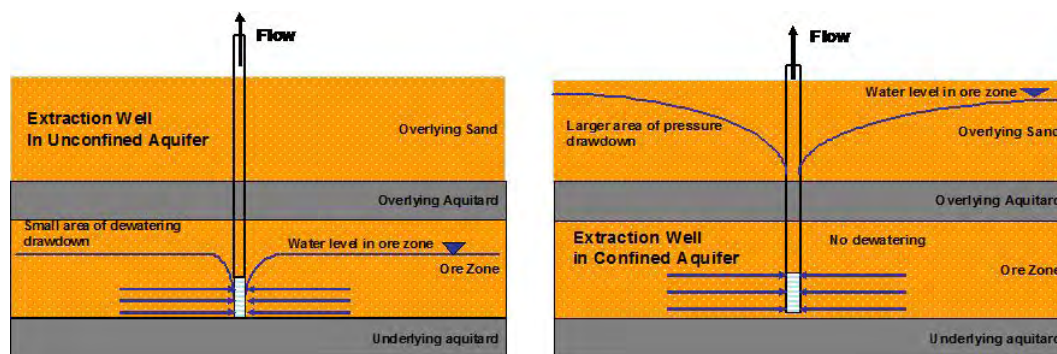 Flow
Extraction Well
In Unconfined Aquifer
Overlying Sand
Overlying Aquitard
Small area of dewatering
drawdown
Water level in ore zone
Ore Zone
Underlying aquitard
Flow
Water level in ore zone
Larger area of pressure
drawdown
Overlying Sand
Overlying Aquitard
Extraction Well
in Confined Aquifer
No dewatering
Ore Zone
Underlying aquitard